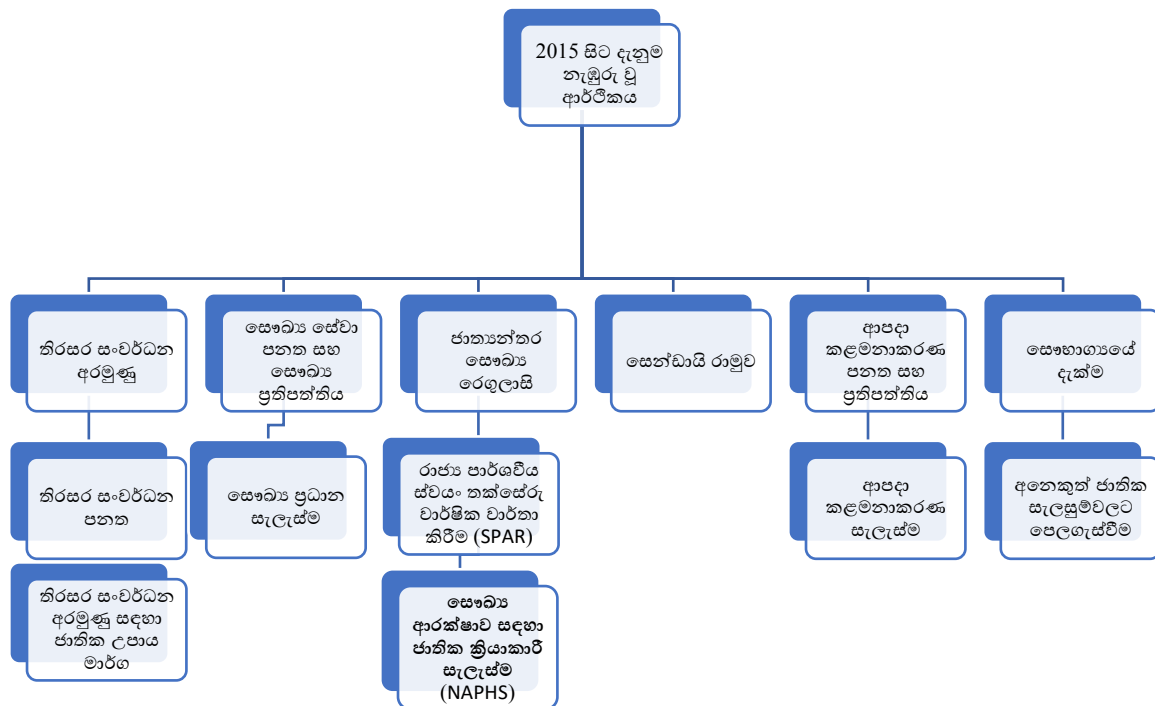 2015 සිට දැනුම
නැඹුරු වූ
ආර්ථිකය
තිරසර සංවර්ධන
අරමුණු
සෞඛ්‍ය සේවා
පනත සහ
සෞඛ්‍ය
ප්‍රතිපත්තිය
ජාත්‍යන්තර
සෞඛ්‍ය
රෙගුලාසි
සෙන්ඩායි රාමුව
ආපදා
කළමනාකරණ
පනත සහ
ප්‍රතිපත්තිය
සෞභාග්‍යයේ
දැක්ම
තිරසර සංවර්ධන
පනත
සෞඛ්‍ය ප්‍රධාන
සැලැස්ම
රාජ්‍ය පාර්ශවීය
ස්වයං තක්සේරු
වාර්ෂික වාර්තා
කිරීම (SPAR)
ආපදා
කළමනාකරණ
සැලැස්ම
අනෙකුත් ජාතික
සැලසුම්වලට
පෙලගැස්වීම
තිරසර සංවර්ධන
අරමුණු සඳහා
ජාතික උපාය
මාර්ග
සෞඛ්‍ය
ආරක්ෂාව සඳහා
ජාතික ක්‍රියාකාරී
සැලැස්ම
(NAPHS)